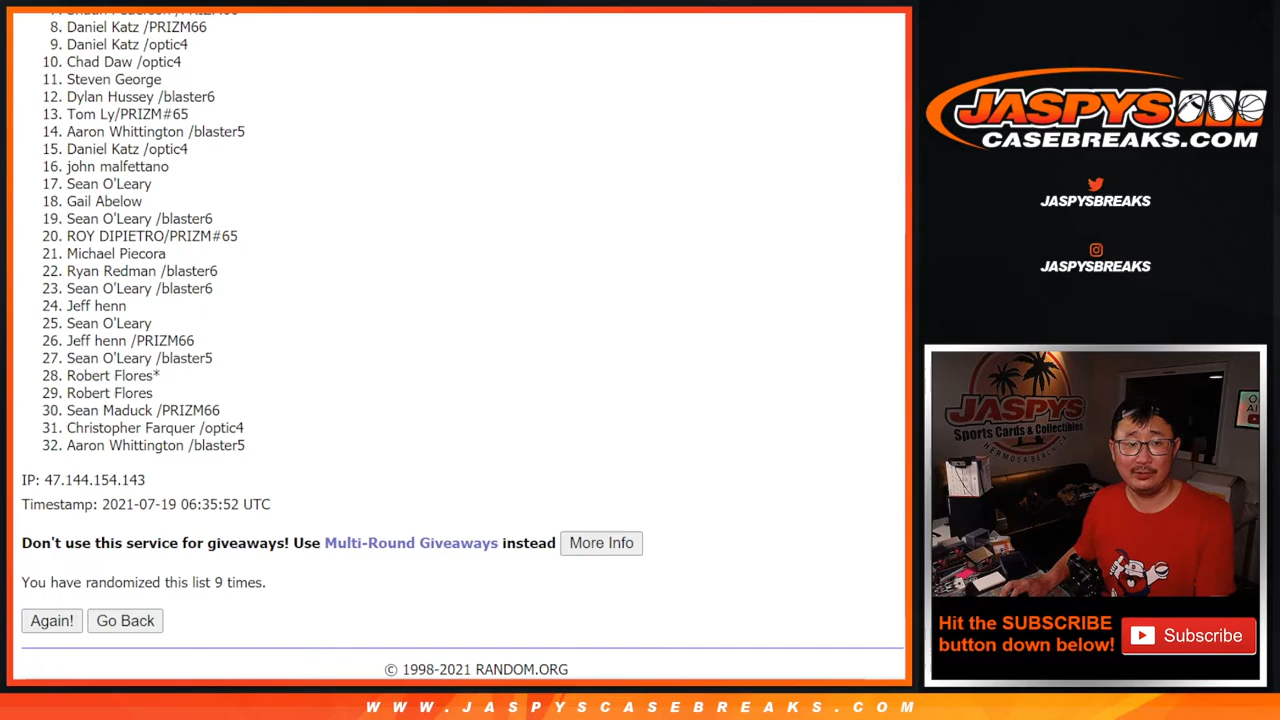 8. Daniel Katz /PRIZM66
9. Daniel Katz /optic4
10. Chad Daw /optic4
11. Steven George
12. Dylan Hussey /blaster6
13. Tom Ly/PRIZM#65
14. Aaron Whittington /blaster5
15. Daniel Katz /optic4
16. john malfettano
17. Sean O'Leary
18. Gail Abelow
19. Sean O'Leary /blaster6
20. ROY DIPIETRO/PRIZM#65
21. Michael Piecora
22. Ryan Redman /blaster6
23. Sean O'Leary /blaster6
24. Jeff henn
25. Sean O'Leary
26. Jeff henn /PRIZM66
27. Sean O'Leary /blaster5
28. Robert Flores*
29. Robert Flores
30. Sean Maduck /PRIZM66
31. Christopher Farquer /optic4
32. Aaron Whittington /blaster5
IP: 47.144.154.143
Timestamp: 2021-07-19 06:35:52 UTC
Don't use this service for giveaways! Use Multi-Round Giveaways instead More Info
You have randomized this list 9 times.
Again! Go Back
© 1998-2021 RANDOM.ORG
JASPYS
CASEBREAKS.COM
JASPYSBREAKS
JASPYSBREAKS
JASPYS
Sports Cards & Collectibles
HERMOSA BEACH, CA
Hit the SUBSCRIBE
button down below!
Subscribe
WWW.JASPYSCASEBREAKS.COM